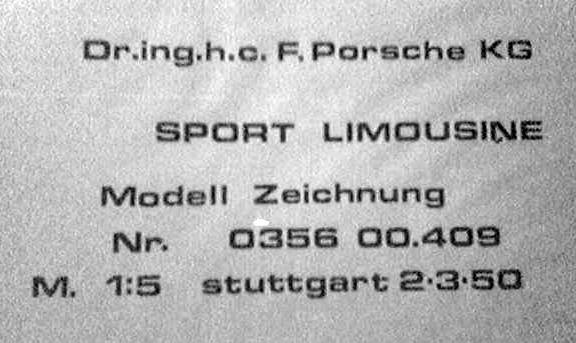 Dr.ing.h.c. F. Porsche KG
SPORT LIMOUSINE
Modell Zeichnung
Nr. 0356 00.409
M. 1:5 stuttgart 2·3·50